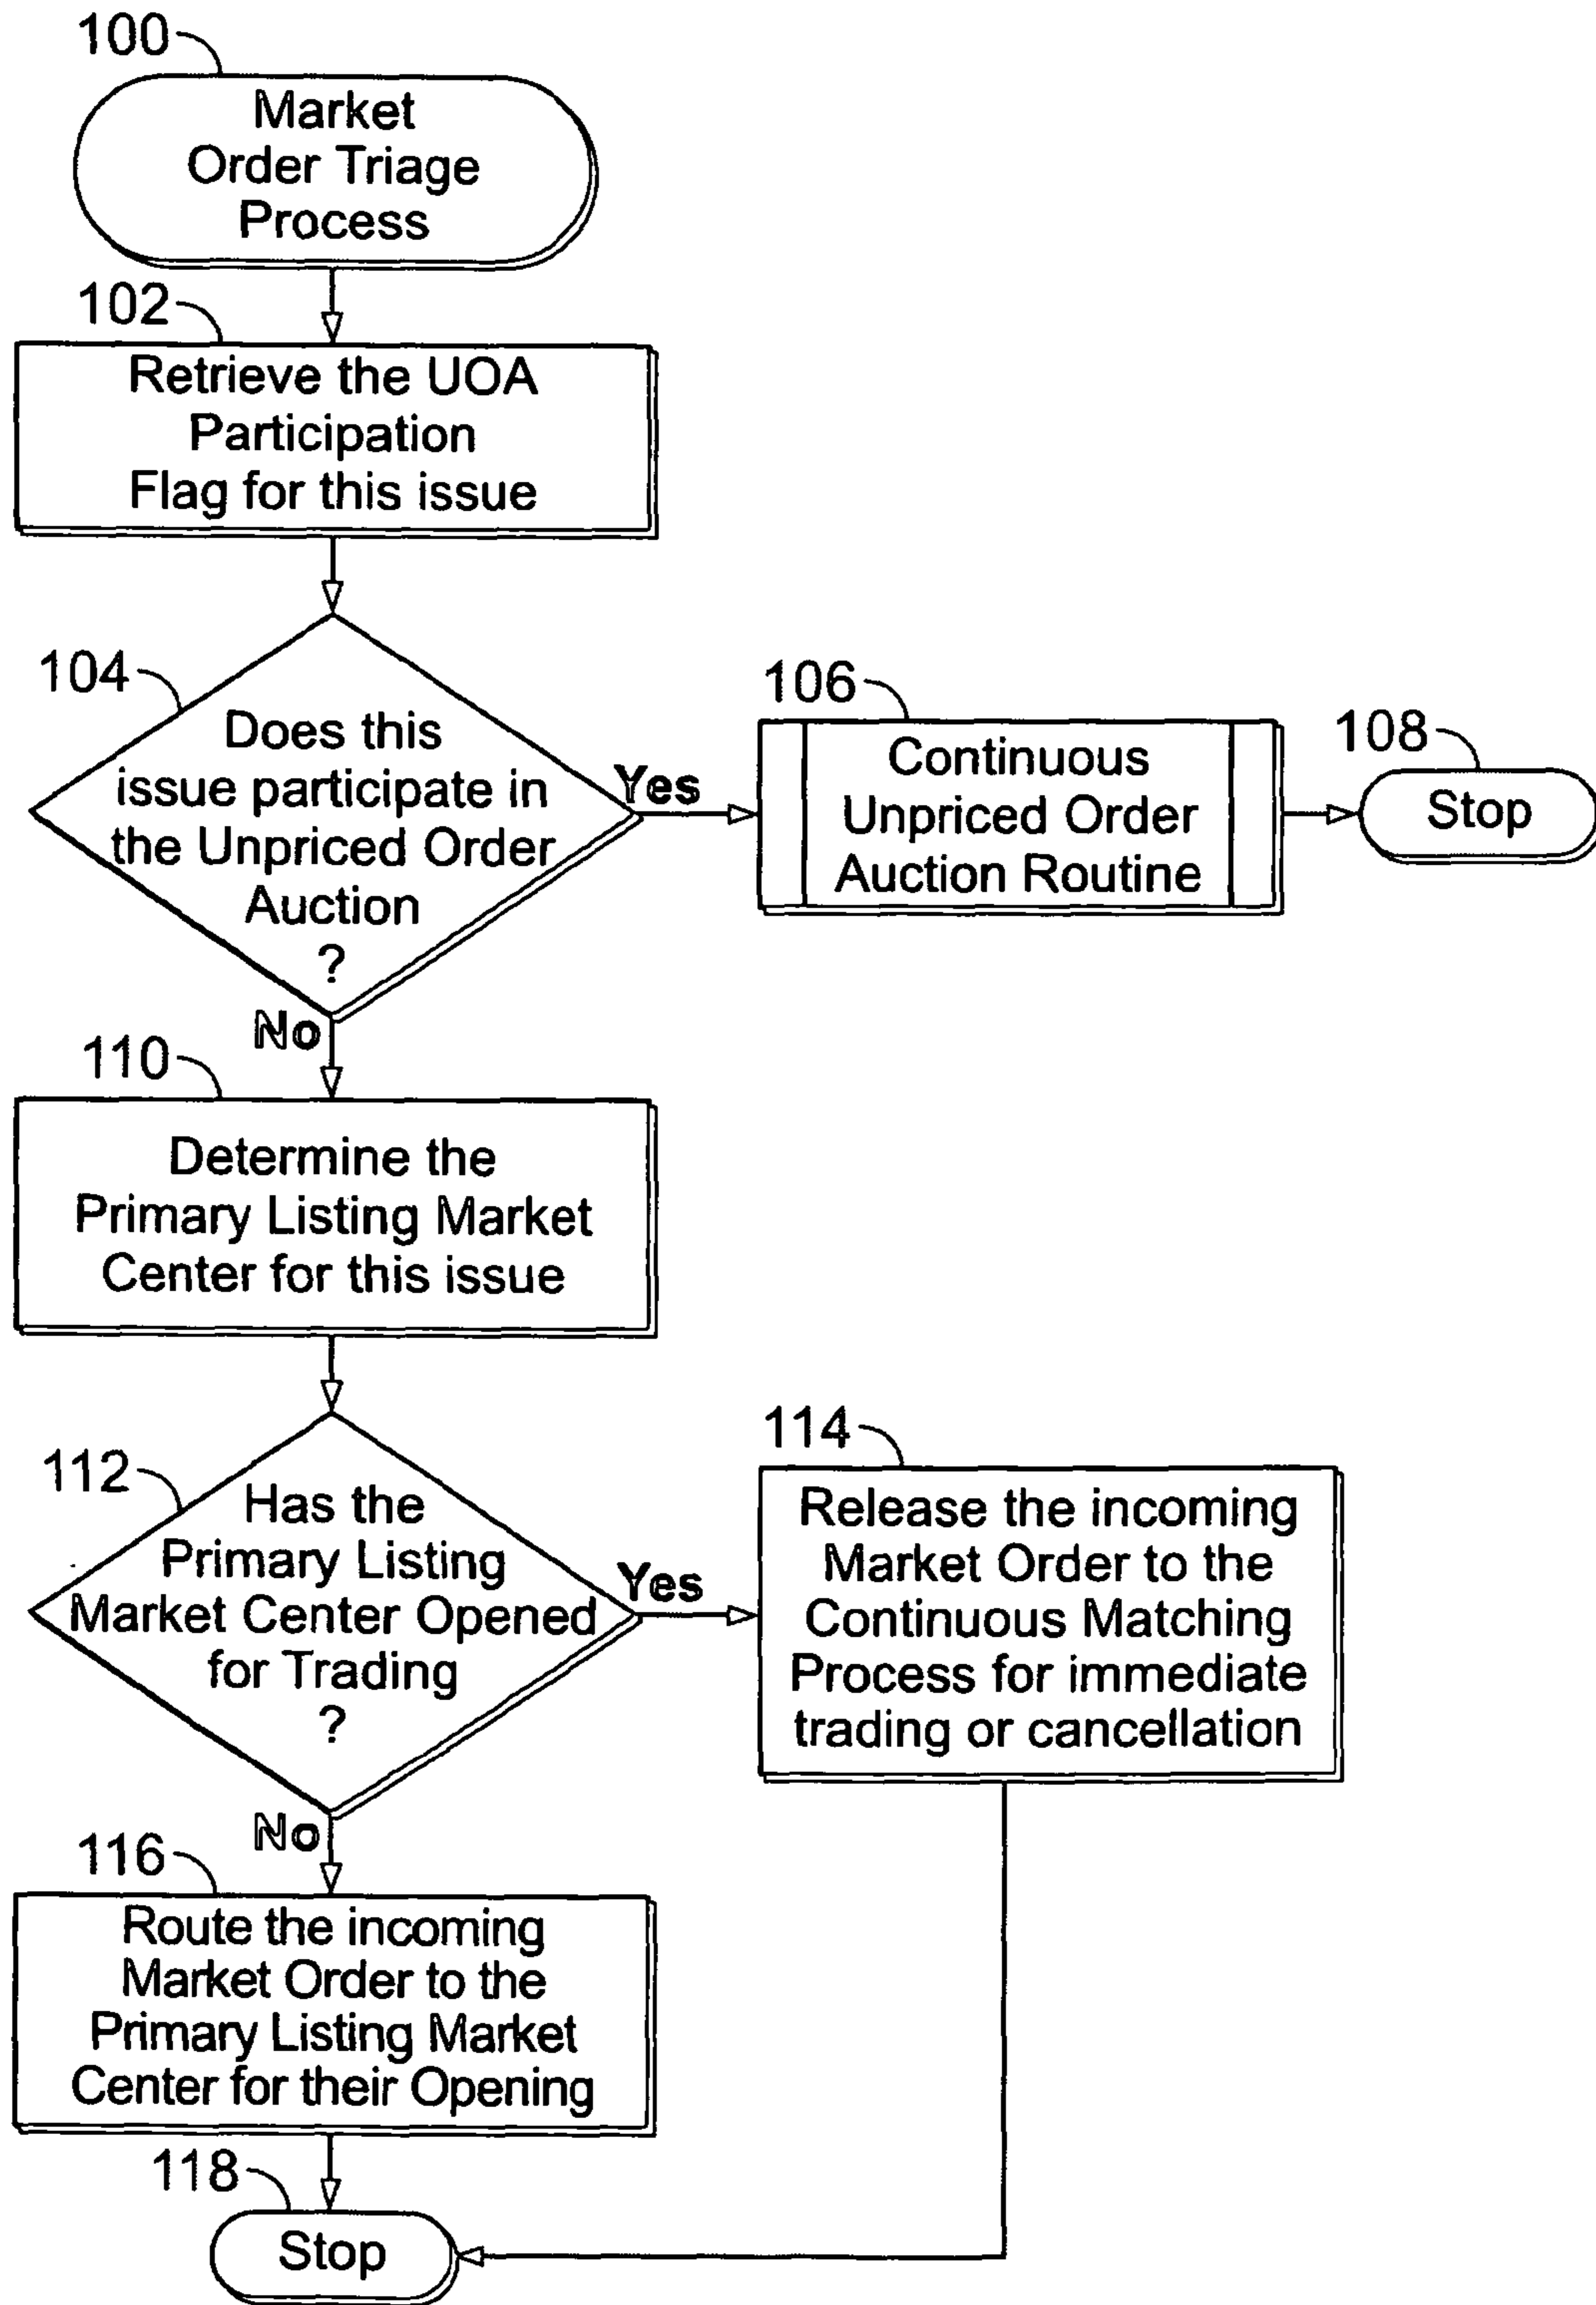 100
Market
Order Triage
Process
102
Retrieve the UOA
Participation
Flag for this issue
104
Does this
issue participate in
the Unpriced Order
Auction
?
Yes
106
Continuous
Unpriced Order
Auction Routine
108
Stop
No
110
Determine the
Primary Listing Market
Center for this issue
112
Has the
Primary Listing
Market Center Opened
for Trading
?
Yes
114
Release the incoming
Market Order to the
Continuous Matching
Process for immediate
trading or cancellation
No
116
Route the incoming
Market Order to the
Primary Listing Market
Center for their Opening
118
Stop